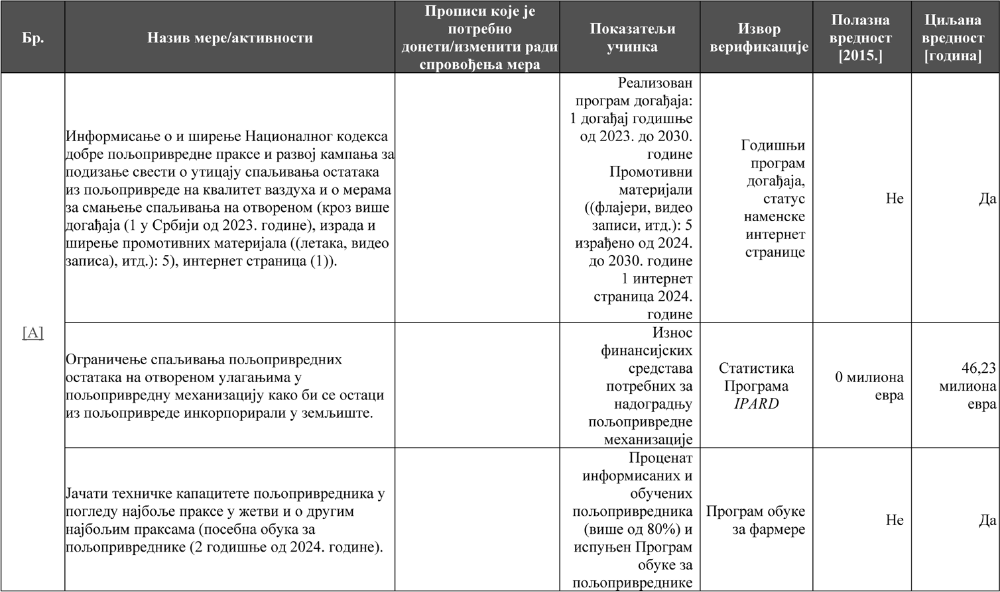 Бр.
Назив мере/активности
Прописи које је
потребно
донети/изменити ради
спровођења мера
Показатељи
учинка
Извор
верификације
Полазна
вредност
[2015.]
Циљана
вредност
[година]
[А]
Информисање о и ширење Националног кодекса
добре пољопривредне праксе и развој кампања за
подизање свести о утицају спаљивања остатака
из пољопривреде на квалитет ваздуха и о мерама
за смањење спаљивања на отвореном (кроз више
догађаја (1 у Србији од 2023. године), израда и
ширење промотивних материјала ((летака, видео
записа), итд.): 5), интернет страница (1)).
Реализован
програм догађаја:
1 догађај годишње
од 2023. до 2030.
године
Промотивни
материјали
((флајери, видео
записи, итд.): 5
израђено од 2024.
до 2030. године
1 интернет
страница 2024.
године
Годишњи
програм
догађаја,
статус
наменске
интернет
странице
Не
Да
Ограничење спаљивања пољопривредних
остатака на отвореном улагањима у
пољопривредну механизацију како би се остаци
из пољопривреде инкорпорирали у земљиште.
Износ
финансијских
средстава
потребних за
надоградњу
пољопривредне
механизације
Статистика
Програма
IPARD
0 милиона
евра
46,23
милиона
евра
Јачати техничке капацитете пољопривредника у
погледу најбоље праксе у жетви и о другим
најбољим праксама (посебна обука за
пољопривреднике (2 годишње од 2024. године).
Проценат
информисаних и
обучених
пољопривредника
(више од 80%) и
испуњен Програм
обуке за
пољопривреднике
Програм обуке
за фармере
Не
Да